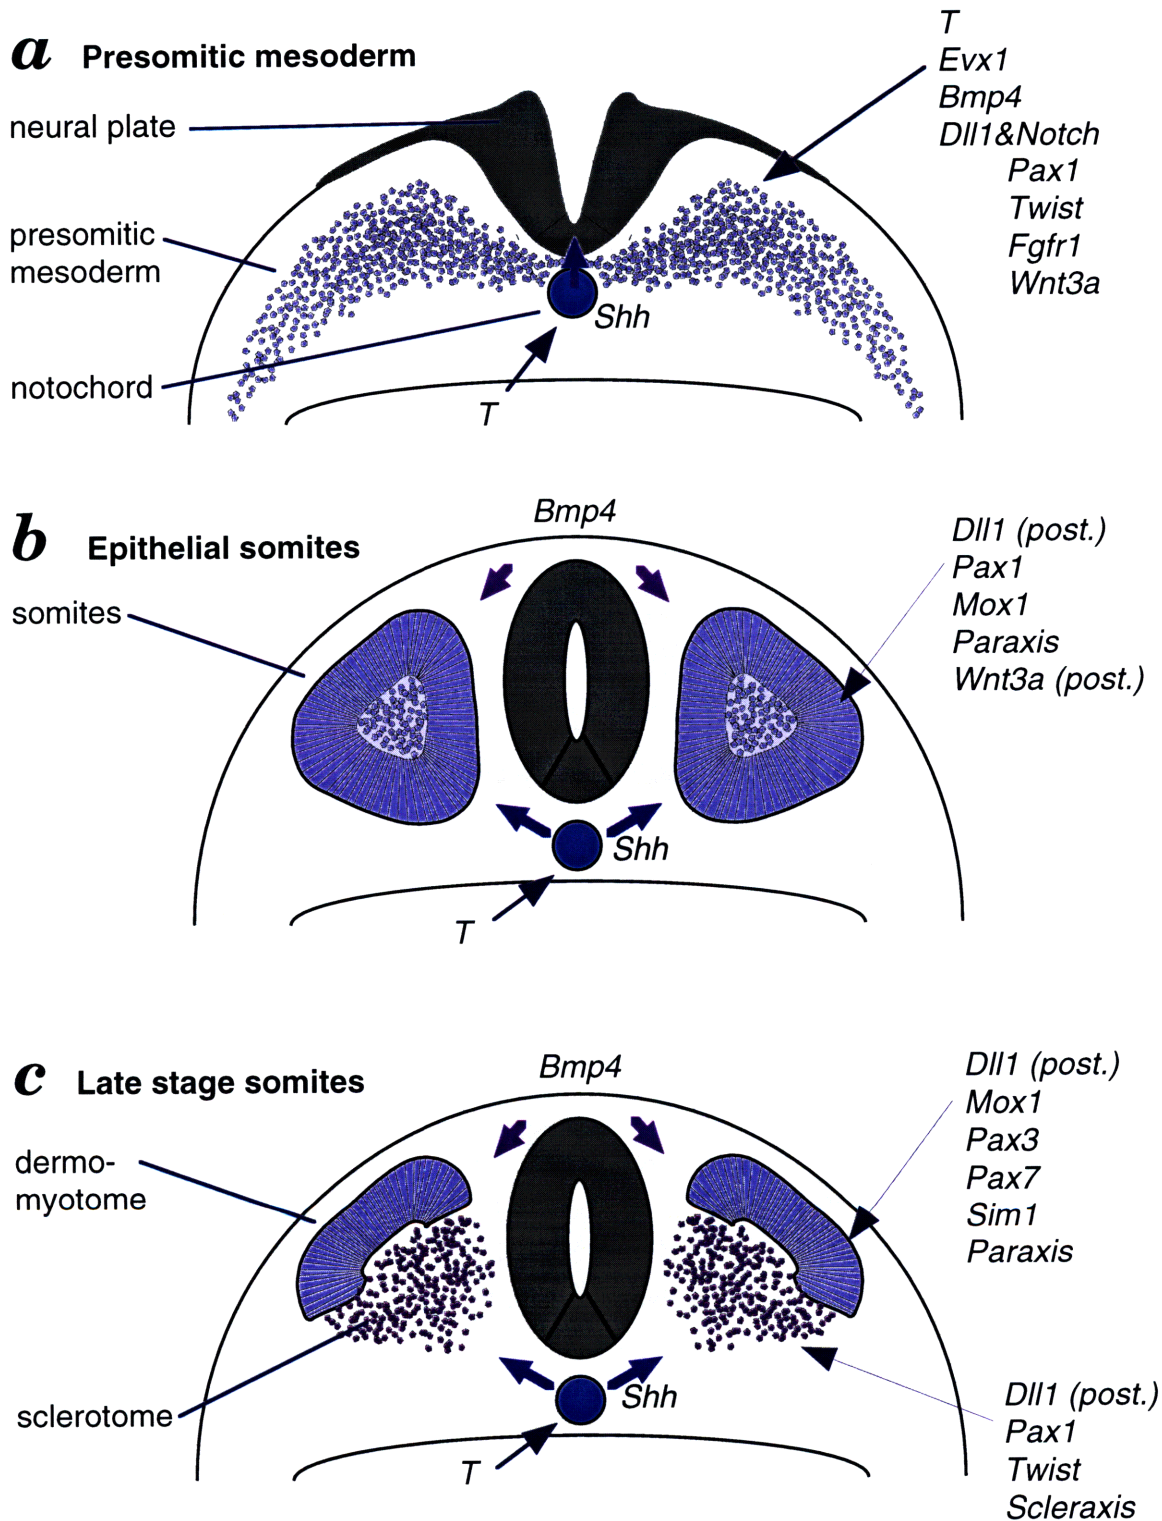 a Presomitic mesoderm
neural plate
presomitic
mesoderm
notochord
T
Evx1
Bmp4
Dll1&Notch
Pax1
Twist
Fgfr1
Wnt3a
Shh
T
b Epithelial somites
Bmp4
somites
Dll1 (post.)
Pax1
Mox1
Paraxis
Wnt3a (post.)
Shh
T
c Late stage somites
Bmp4
dermo-
myotome
sclerotome
Dll1 (post.)
Mox1
Pax3
Pax7
Sim1
Paraxis
Shh
T
Dll1 (post.)
Pax1
Twist
Scleraxis